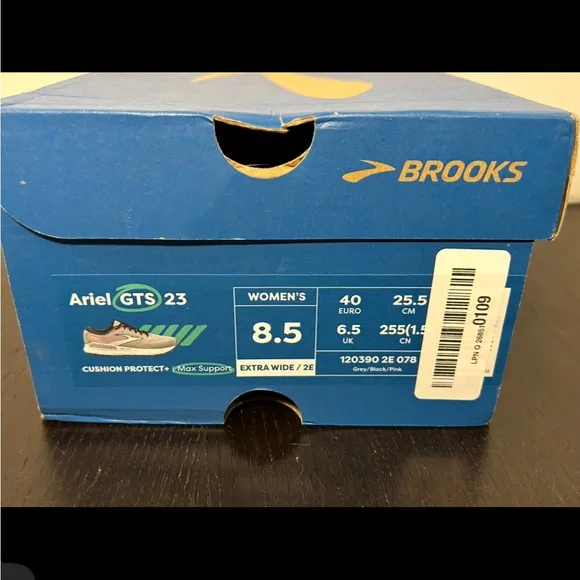 BROOKS
Ariel GTS 23
CUSHION PROTECT+ Max Support
WOMEN'S
8.5
EXTRA WIDE / 2E
40 25.5
EURO CM
6.5 255(1.5
UK CN
120390 2E 078
Grey/Black/Pink
LPN O 26851 0109